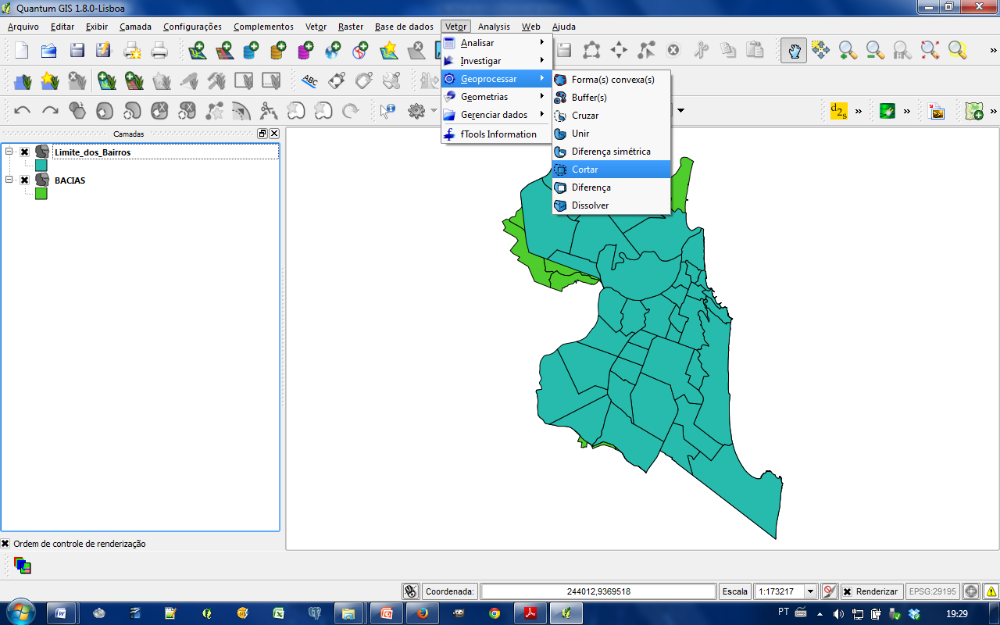 Quantum GIS 1.8.0-Lisboa
Arquivo Editar Exibir Camada Configurações Complementos Vetor Raster Base de dados Vetor Analysis Web Ajuda
Analisar
Investigar
Geoprocessar
Geometrias
Gerenciar dados
fTools Information
Forma(s) convexa(s)
Buffer(s)
Cruzar
Unir
Diferença simétrica
Cortar
Diferença
Dissolver
abc
d2s
Camadas
Limite_dos_Bairros
BACIAS
Ordem de controle de renderização
Coordenada: 244012,9369518 Escala 1:173217 Renderizar EPSG:29195
PT 19:29